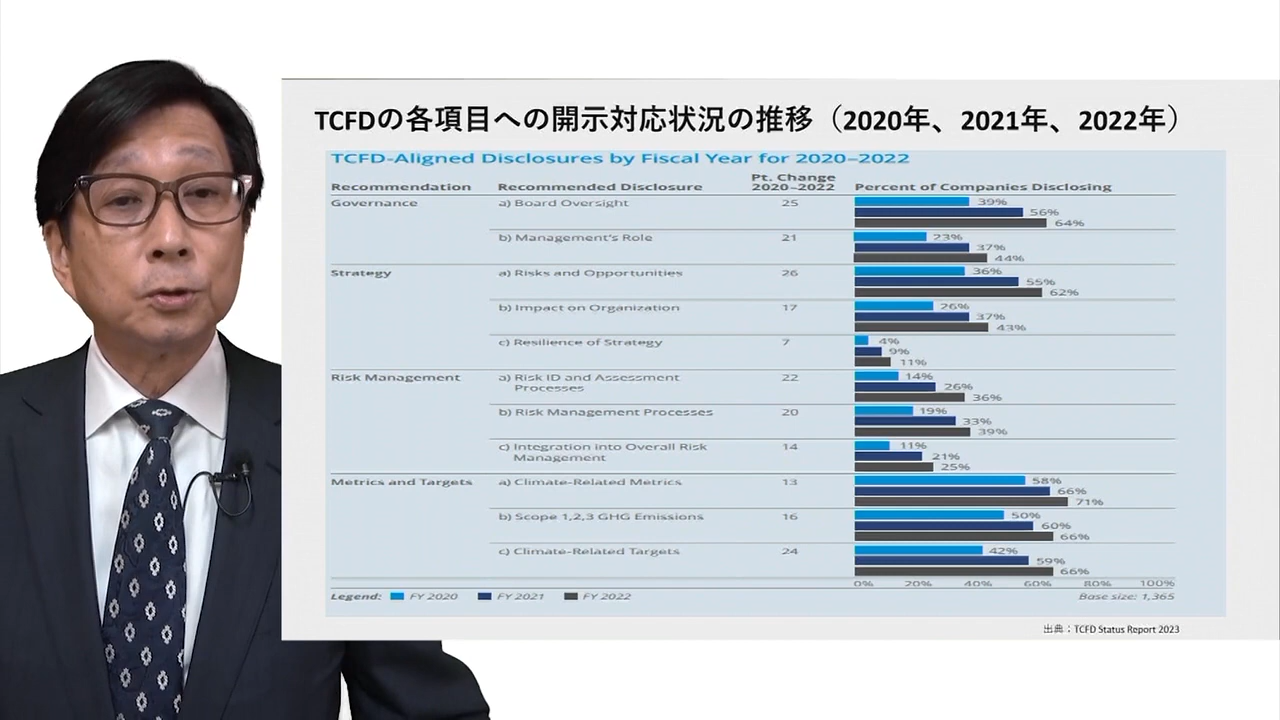 TCFDの各項目への開示対応状況の推移（2020年、2021年、2022年）
TCFD-Aligned Disclosures by Fiscal Year for 2020–2022
Recommendation Recommended Disclosure Pt. Change 2020–2022 Percent of Companies Disclosing
Governance a) Board Oversight 25 39%
56%
64%
b) Management's Role 21 23%
37%
44%
Strategy a) Risks and Opportunities 26 36%
55%
62%
b) Impact on Organization 17 26%
37%
43%
c) Resilience of Strategy 7 4%
9%
11%
Risk Management a) Risk ID and Assessment 22 14%
Processes 26%
36%
b) Risk Management Processes 20 19%
33%
39%
c) Integration into Overall Risk 14 11%
Management 21%
25%
Metrics and Targets a) Climate-Related Metrics 13 58%
66%
71%
b) Scope 1,2,3 GHG Emissions 16 50%
60%
66%
c) Climate-Related Targets 24 42%
59%
66%
0% 20% 40% 60% 80% 100%
Legend: FY 2020 FY 2021 FY 2022 Base size: 1,365
出典：TCFD Status Report 2023